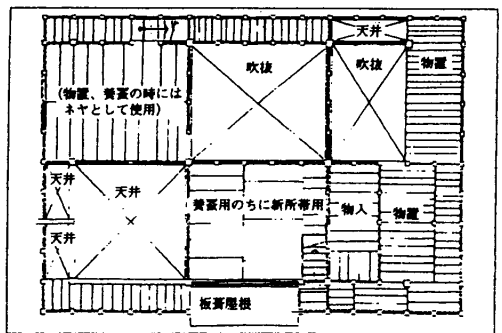 天井
吹抜
吹抜
物置
(物置、養蚕の時には
ネヤとして使用)
天井
天井
養蚕用のちに新所帯用
物入
物置
天井
板葺屋根